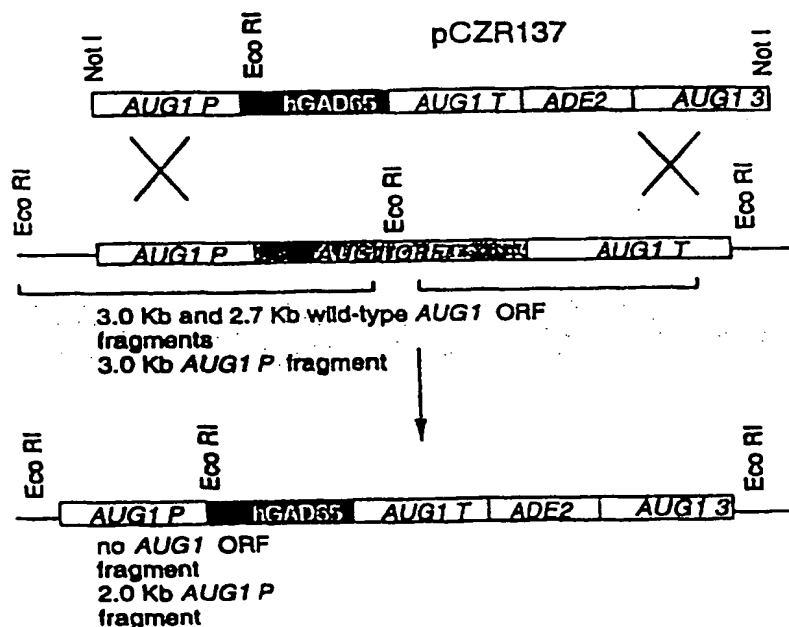 pCZR137
Not I
Eco RI
Not I
AUG1 P hGAD65 AUG1 T ADE2 AUG1 3
Eco RI
Eco RI
Eco RI
AUG1 P AUG1 ORF AUG1 T
3.0 Kb and 2.7 Kb wild-type AUG1 ORF
fragments
3.0 Kb AUG1 P fragment
Eco RI
Eco RI
Eco RI
AUG1 P hGAD65 AUG1 T ADE2 AUG1 3
no AUG1 ORF
fragment
2.0 Kb AUG1 P
fragment